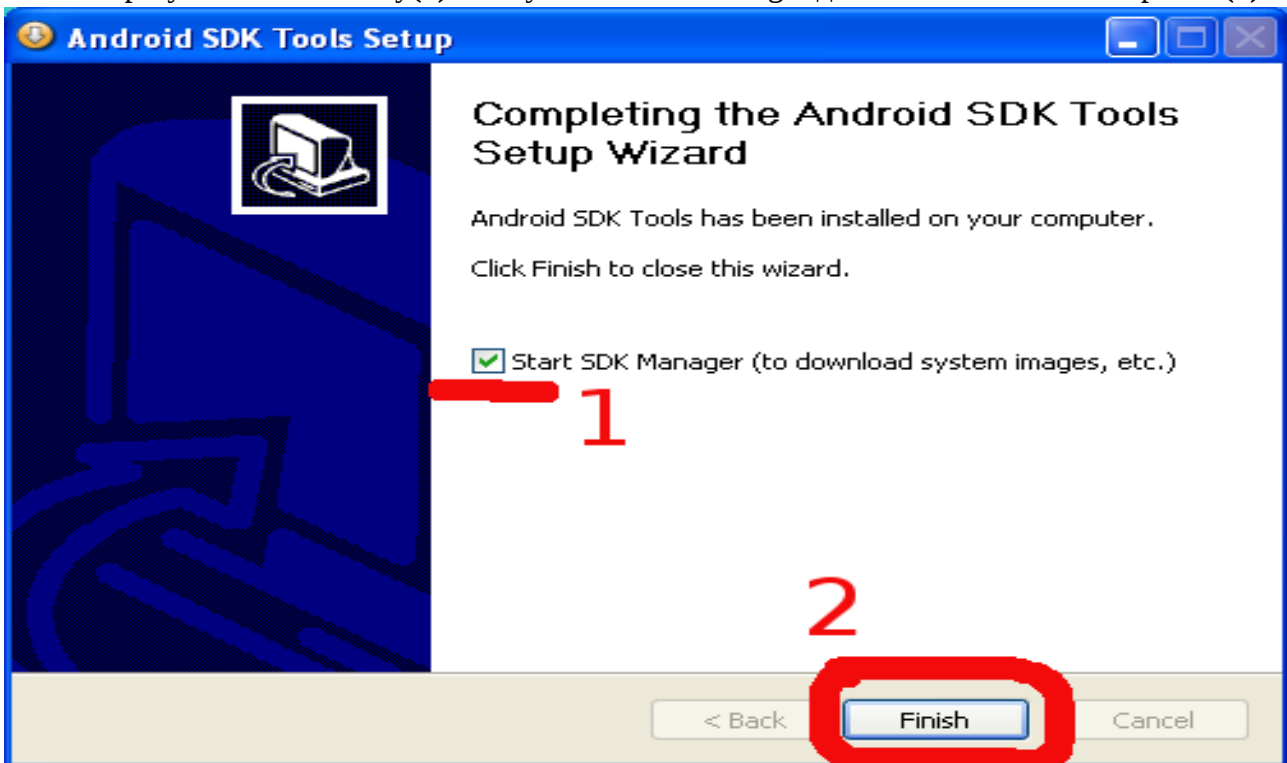 Android SDK Tools Setup
Completing the Android SDK Tools
Setup Wizard
Android SDK Tools has been installed on your computer.
Click Finish to close this wizard.
Start SDK Manager (to download system images, etc.)
1
2
< Back Finish Cancel